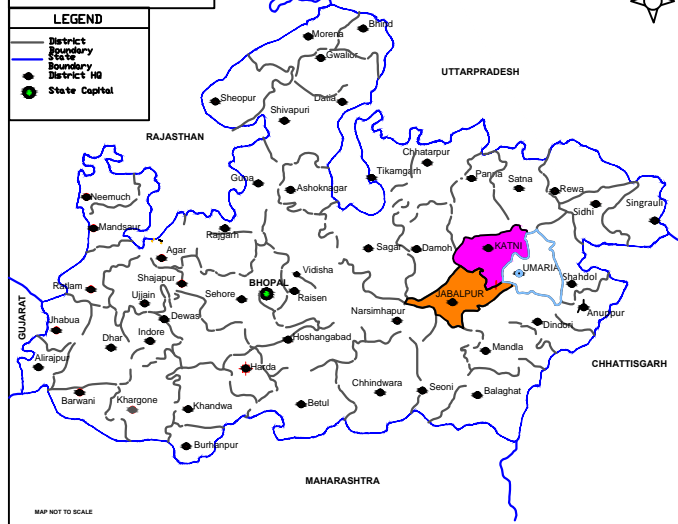 LEGEND
District
Boundary
State
Boundary
District HQ
State Capital
Bhind
Morena
Gwalior
UTTARPRADESH
Sheopur
Datia
Shivapuri
RAJASTHAN
Chhatarpur
Tikamgarh
Panna
Satna
Rewa
Guna
Ashoknagar
Neemuch
Sidhi
Singrauli
Mandsaur
Rajgarh
Sagar
Damoh
KATNI
Agar
Vidisha
UMARIA
Shahdol
Shajapur
BHOPAL
Ratlam
Ujjain
Sehore
Raisen
JABALPUR
Anuppur
GUJARAT
Jhabua
Dewas
Narsimhapur
Dindori
Indore
Dhar
Hoshangabad
Mandla
Alirajpur
Harda
CHHATTISGARH
Barwani
Khargone
Khandwa
Betul
Chhindwara
Seoni
Balaghat
Burhanpur
MAHARASHTRA
MAP NOT TO SCALE